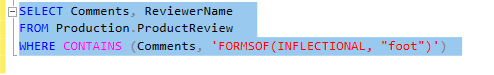 SELECT Comments, ReviewerName
FROM Production.ProductReview
WHERE CONTAINS (Comments, 'FORMSOF(INFLECTIONAL, "foot")')